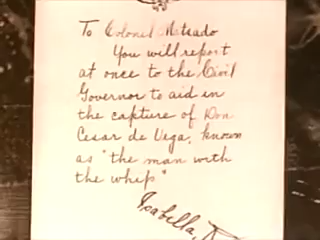 To Colonel Matsado
You will report
at once to the Civil
Governor to aid in
the capture of Don
Cesar de Vega, known
as "the man with
the whip"
Isabella, R